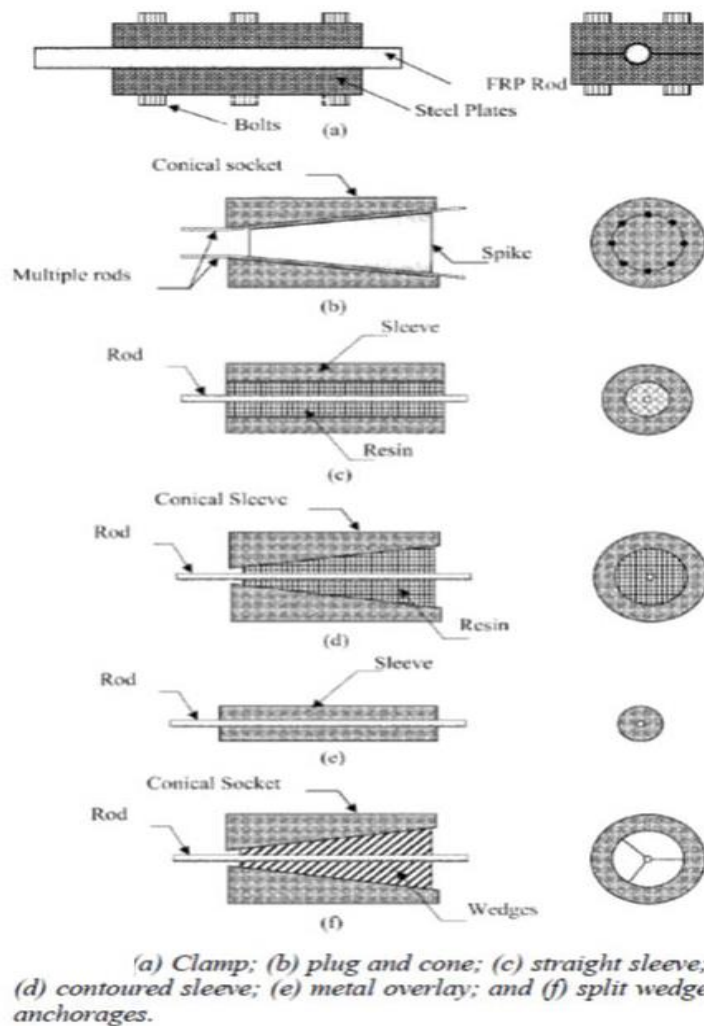 FRP Rod
Steel Plates
Bolts
(a)
Conical socket
Multiple rods
Spike
(b)
Sleeve
Rod
Resin
(c)
Conical Sleeve
Rod
Resin
(d)
Sleeve
Rod
(e)
Conical Socket
Rod
Wedges
(f)
(a) Clamp; (b) plug and cone; (c) straight sleeve;
(d) contoured sleeve; (e) metal overlay; and (f) split wedge
anchorages.